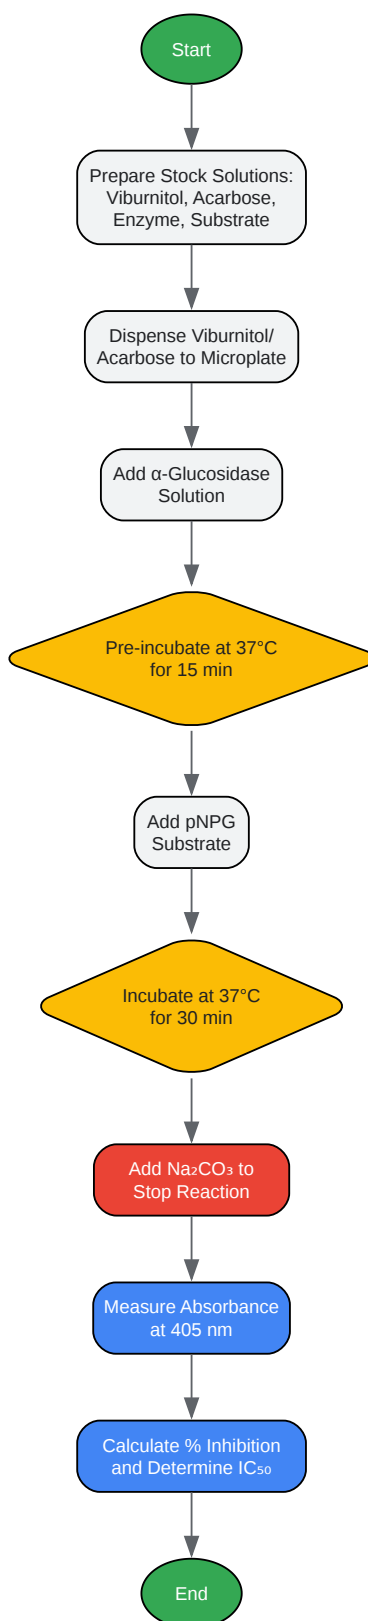 Start
Prepare Stock Solutions:
Viburnitol, Acarbose,
Enzyme, Substrate
Dispense Viburnitol/
Acarbose to Microplate
Add α-Glucosidase
Solution
Pre-incubate at 37°C
for 15 min
Add pNPG
Substrate
Incubate at 37°C
for 30 min
Add Na₂CO₃ to
Stop Reaction
Measure Absorbance
at 405 nm
Calculate % Inhibition
and Determine IC₅₀
End